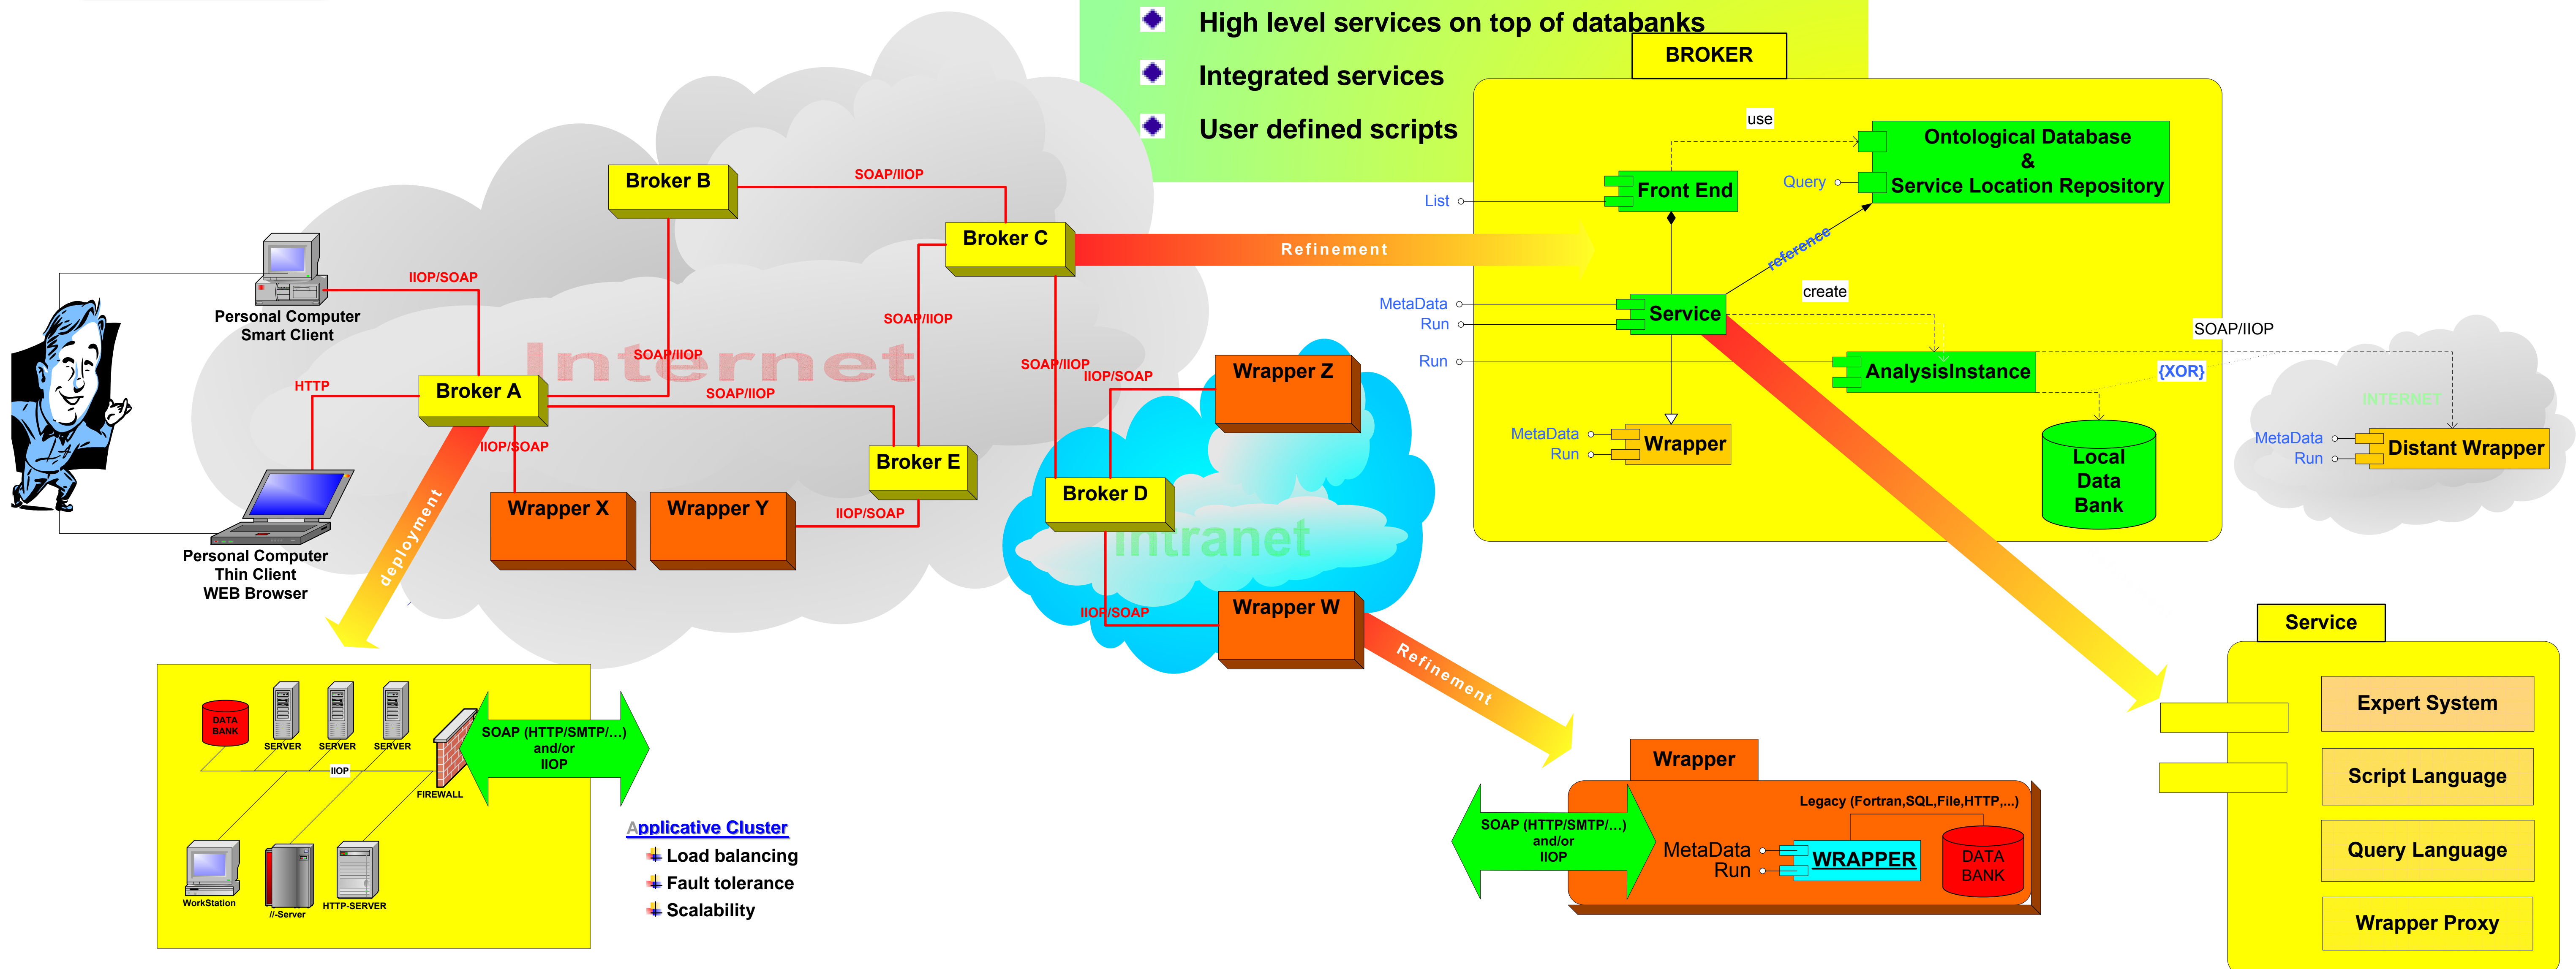 High level services on top of databanks
Integrated services
User defined scripts
BROKER
use
Ontological Database
&
Service Location Repository
Front End
Query
List
reference
MetaData
Run
Service
create
Run
AnalysisInstance
SOAP/IIOP
{XOR}
INTERNET
MetaData
Run
Wrapper
Local
Data
Bank
MetaData
Run
Distant Wrapper
Internet
Broker B
SOAP/IIOP
Broker C
Refinement
IIOP/SOAP
Personal Computer
Smart Client
SOAP/IIOP
SOAP/IIOP
SOAP/IIOP
HTTP
Broker A
SOAP/IIOP
IIOP/SOAP
Wrapper Z
IIOP/SOAP
Broker E
Broker D
Wrapper X
Wrapper Y
IIOP/SOAP
Intranet
Personal Computer
Thin Client
WEB Browser
deployment
IIOP/SOAP
Wrapper W
Refinement
DATA
BANK
SERVER
SERVER
SERVER
IIOP
FIREWALL
SOAP (HTTP/SMTP/…)
and/or
IIOP
WorkStation
//-Server
HTTP-SERVER
Applicative Cluster
Load balancing
Fault tolerance
Scalability
Wrapper
Legacy (Fortran,SQL,File,HTTP,...)
SOAP (HTTP/SMTP/…)
and/or
IIOP
MetaData
Run
WRAPPER
DATA
BANK
Service
Expert System
Script Language
Query Language
Wrapper Proxy